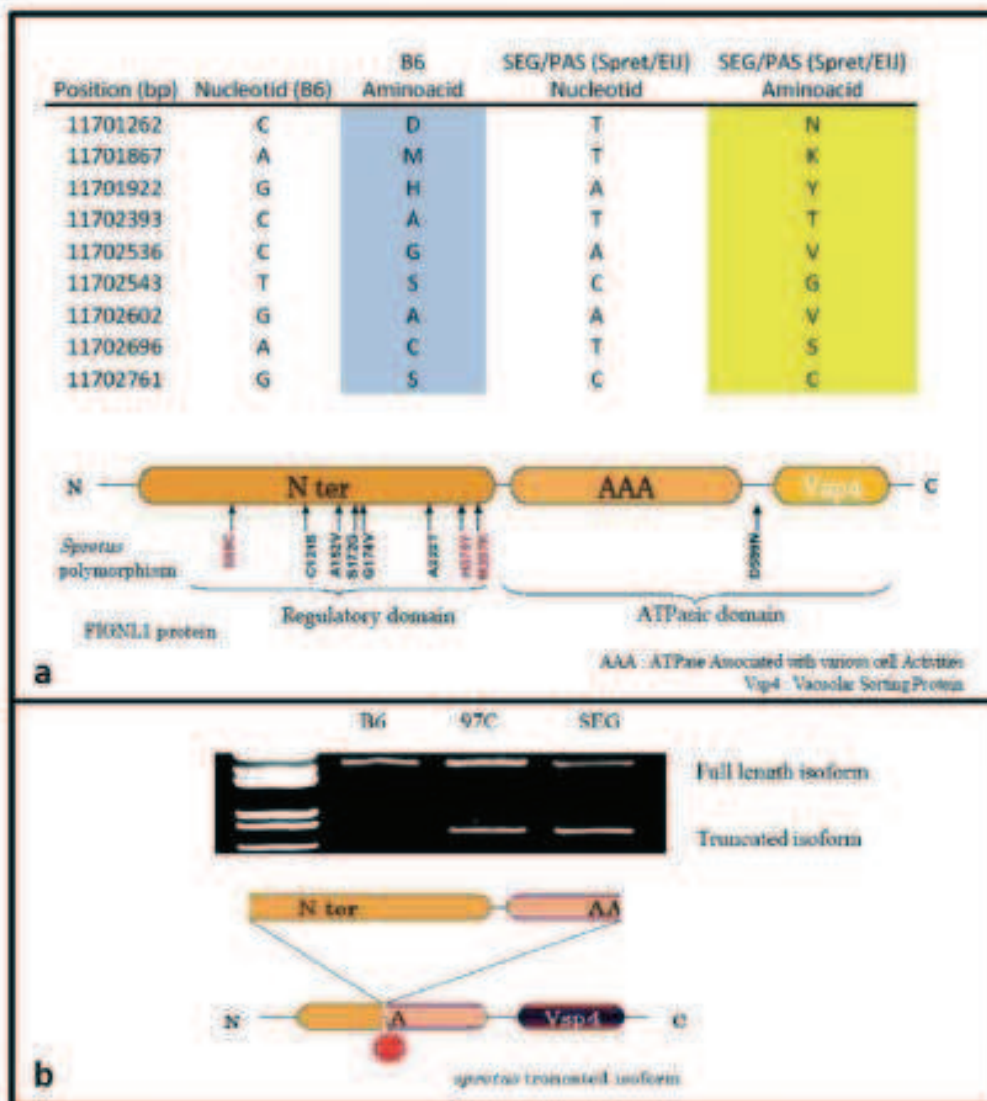 B6 SEG/PAS (Spret/EIJ) SEG/PAS (Spret/EIJ)
Position (bp) Nucleotid (B6) Aminoacid Nucleotid Aminoacid
11701262 C D T N
11701867 A M T K
11701922 G H A Y
11702393 C A T T
11702536 C G A V
11702543 T S C G
11702602 G A A V
11702696 A C T S
11702761 G S C C
N N ter AAA Vsp4 C
Spretus
polymorphism
C121S A152V S172G G174V A222T D599N
Regulatory domain ATPasic domain
FIGNL1 protein
a
AAA : ATPase Associated with various cell Activities
Vsp4 : Vacuolar Sorting Protein
B6 97C SEG
Full length isoform
Truncated isoform
N ter AA
N A Vsp4 C
b
spretus truncated isoform